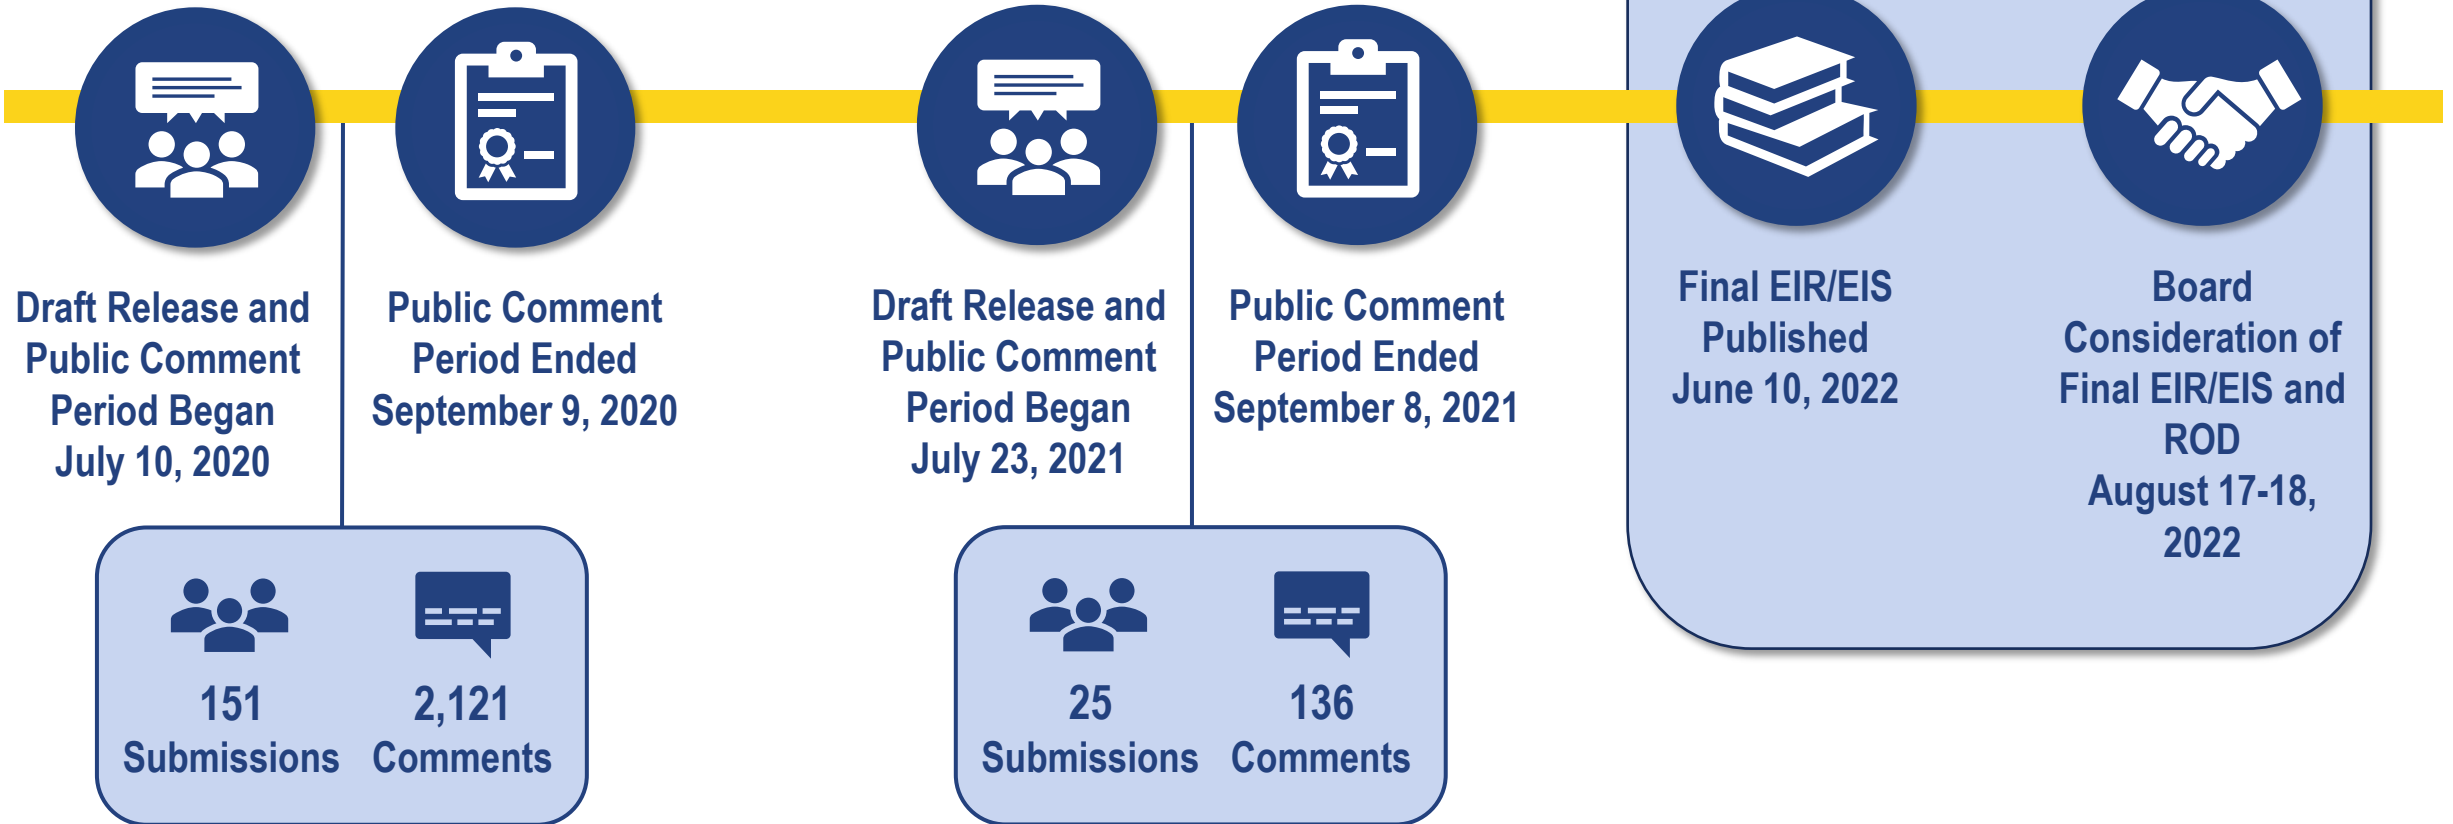 Draft Release and
Public Comment
Period Began
July 10, 2020
Public Comment
Period Ended
September 9, 2020
151
Submissions
2,121
Comments
Draft Release and
Public Comment
Period Began
July 23, 2021
Public Comment
Period Ended
September 8, 2021
25
Submissions
136
Comments
Final EIR/EIS
Published
June 10, 2022
Board
Consideration of
Final EIR/EIS and
ROD
August 17-18,
2022